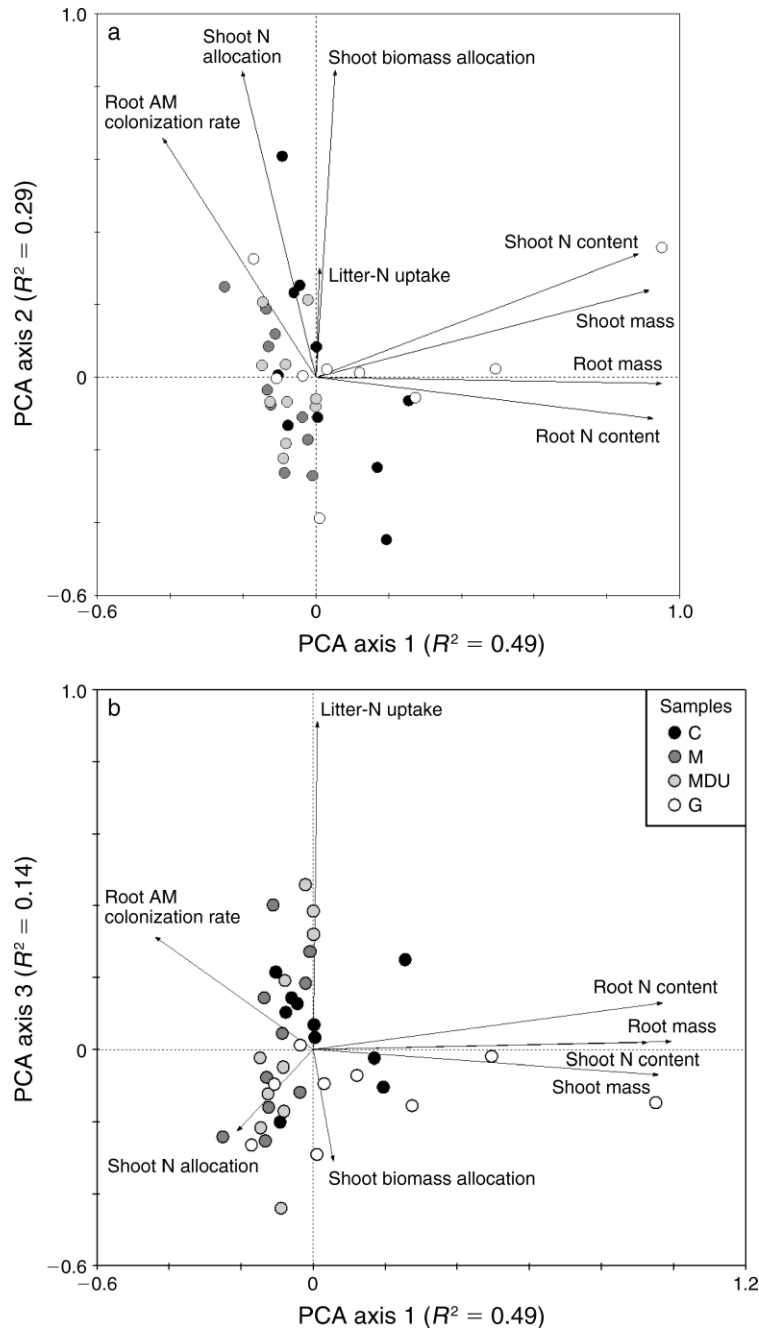 1.0
a
Shoot N
allocation
Shoot biomass allocation
Root AM
colonization rate
Shoot N content
Litter-N uptake
Shoot mass
Root mass
0
Root N content
PCA axis 2 (R² = 0.29)
−0.6
−0.6
0
1.0
PCA axis 1 (R² = 0.49)
1.0
b
Litter-N uptake
Samples
C
M
MDU
G
Root AM
colonization rate
Root N content
Root mass
0
Shoot N content
Shoot mass
Shoot N allocation
Shoot biomass allocation
PCA axis 3 (R² = 0.14)
−0.6
−0.6
0
1.2
PCA axis 1 (R² = 0.49)